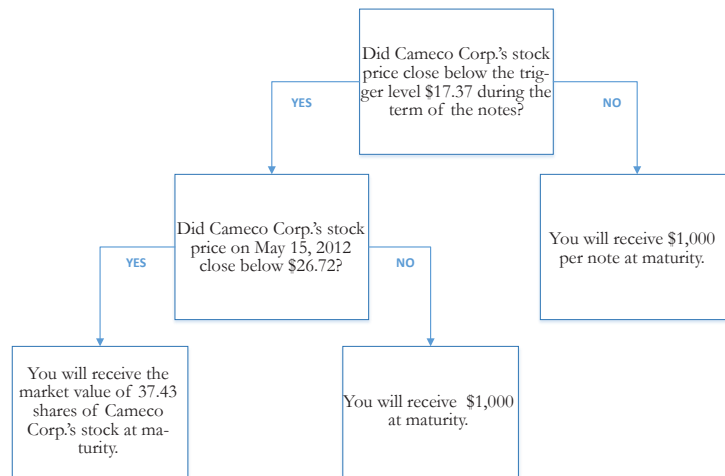 Did Cameco Corp.'s stock
price close below the trig-
ger level $17.37 during the
term of the notes?
YES
NO
Did Cameco Corp.'s stock
price on May 15, 2012
close below $26.72?
You will receive $1,000
per note at maturity.
YES
NO
You will receive the
market value of 37.43
shares of Cameco
Corp.'s stock at ma-
turity.
You will receive $1,000
at maturity.